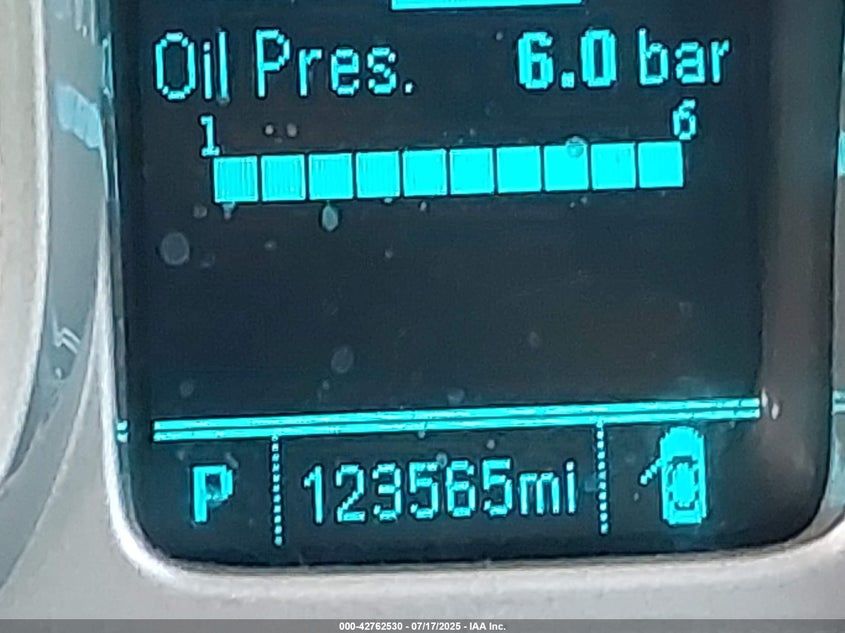 Oil Pres. 6.0 bar
1 6
P 123565mi
000-42762530 - 07/17/2025 - IAA Inc.